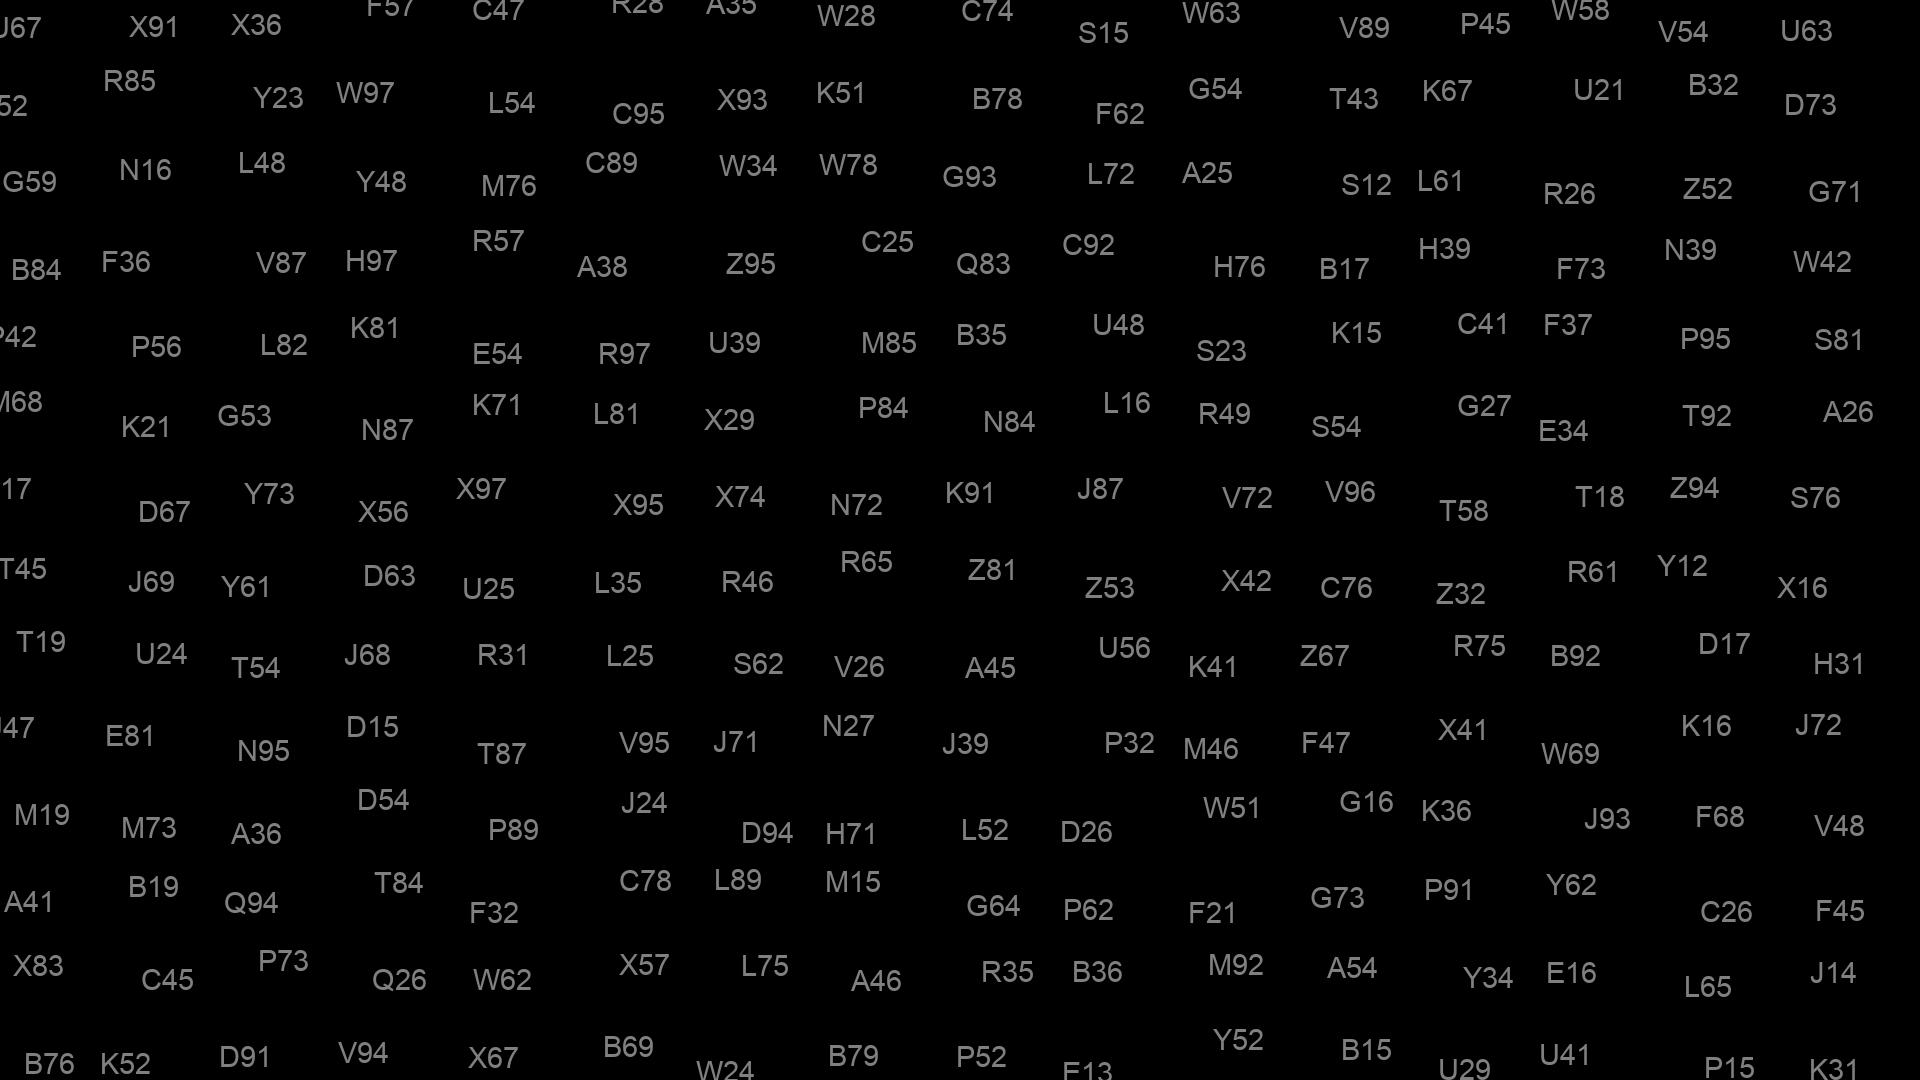 U67 X91 X36 F57 C47 R28 A35 W28 C74 S15 W63 V89 P45 W58 V54 U63
52 R85 Y23 W97 L54 C95 X93 K51 B78 F62 G54 T43 K67 U21 B32 D73
G59 N16 L48 Y48 M76 C89 W34 W78 G93 L72 A25 S12 L61 R26 Z52 G71
B84 F36 V87 H97 R57 A38 Z95 C25 Q83 C92 H76 B17 H39 F73 N39 W42
P42 P56 L82 K81 E54 R97 U39 M85 B35 U48 S23 K15 C41 F37 P95 S81
M68 K21 G53 N87 K71 L81 X29 P84 N84 L16 R49 S54 G27 E34 T92 A26
17 D67 Y73 X56 X97 X95 X74 N72 K91 J87 V72 V96 T58 T18 Z94 S76
T45 J69 Y61 D63 U25 L35 R46 R65 Z81 Z53 X42 C76 Z32 R61 Y12 X16
T19 U24 T54 J68 R31 L25 S62 V26 A45 U56 K41 Z67 R75 B92 D17 H31
47 E81 N95 D15 T87 V95 J71 N27 J39 P32 M46 F47 X41 W69 K16 J72
M19 M73 A36 D54 P89 J24 D94 H71 L52 D26 W51 G16 K36 J93 F68 V48
A41 B19 Q94 T84 F32 C78 L89 M15 G64 P62 F21 G73 P91 Y62 C26 F45
X83 C45 P73 Q26 W62 X57 L75 A46 R35 B36 M92 A54 Y34 E16 L65 J14
B76 K52 D91 V94 X67 B69 W24 B79 P52 Y52 B15 U29 U41 P15 K31